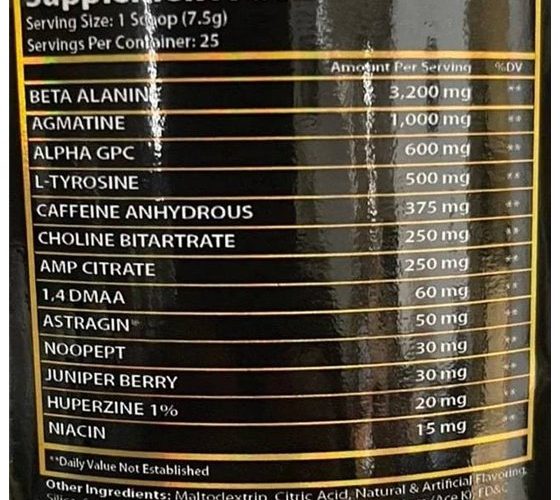 Serving Size: 1 Scoop (7.5g)
Servings Per Container: 25
Amount Per Serving %DV
BETA ALANINE 3,200 mg **
AGMATINE 1,000 mg **
ALPHA GPC 600 mg **
L-TYROSINE 500 mg **
CAFFEINE ANHYDROUS 375 mg **
CHOLINE BITARTRATE 250 mg **
AMP CITRATE 250 mg **
1,4 DMAA 60 mg **
ASTRAGIN 50 mg **
NOOPEPT 30 mg **
JUNIPER BERRY 30 mg **
HUPERZINE 1% 20 mg **
NIACIN 15 mg **
**Daily Value Not Established
Other Ingredients: Maltodextrin, Citric Acid, Natural & Artificial Flavoring,